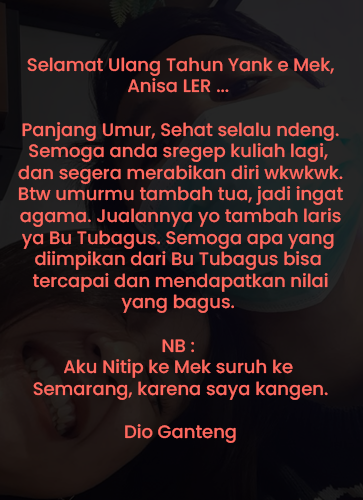 Selamat Ulang Tahun Yank e Mek,
Anisa LER ...
Panjang Umur, Sehat selalu ndeng.
Semoga anda sregep kuliah lagi,
dan segera merabikan diri wkwkwk.
Btw umurmu tambah tua, jadi ingat
agama. Jualannya yo tambah laris
ya Bu Tubagus. Semoga apa yang
diimpikan dari Bu Tubagus bisa
tercapai dan mendapatkan nilai
yang bagus.
NB :
Aku Nitip ke Mek suruh ke
Semarang, karena saya kangen.
Dio Ganteng